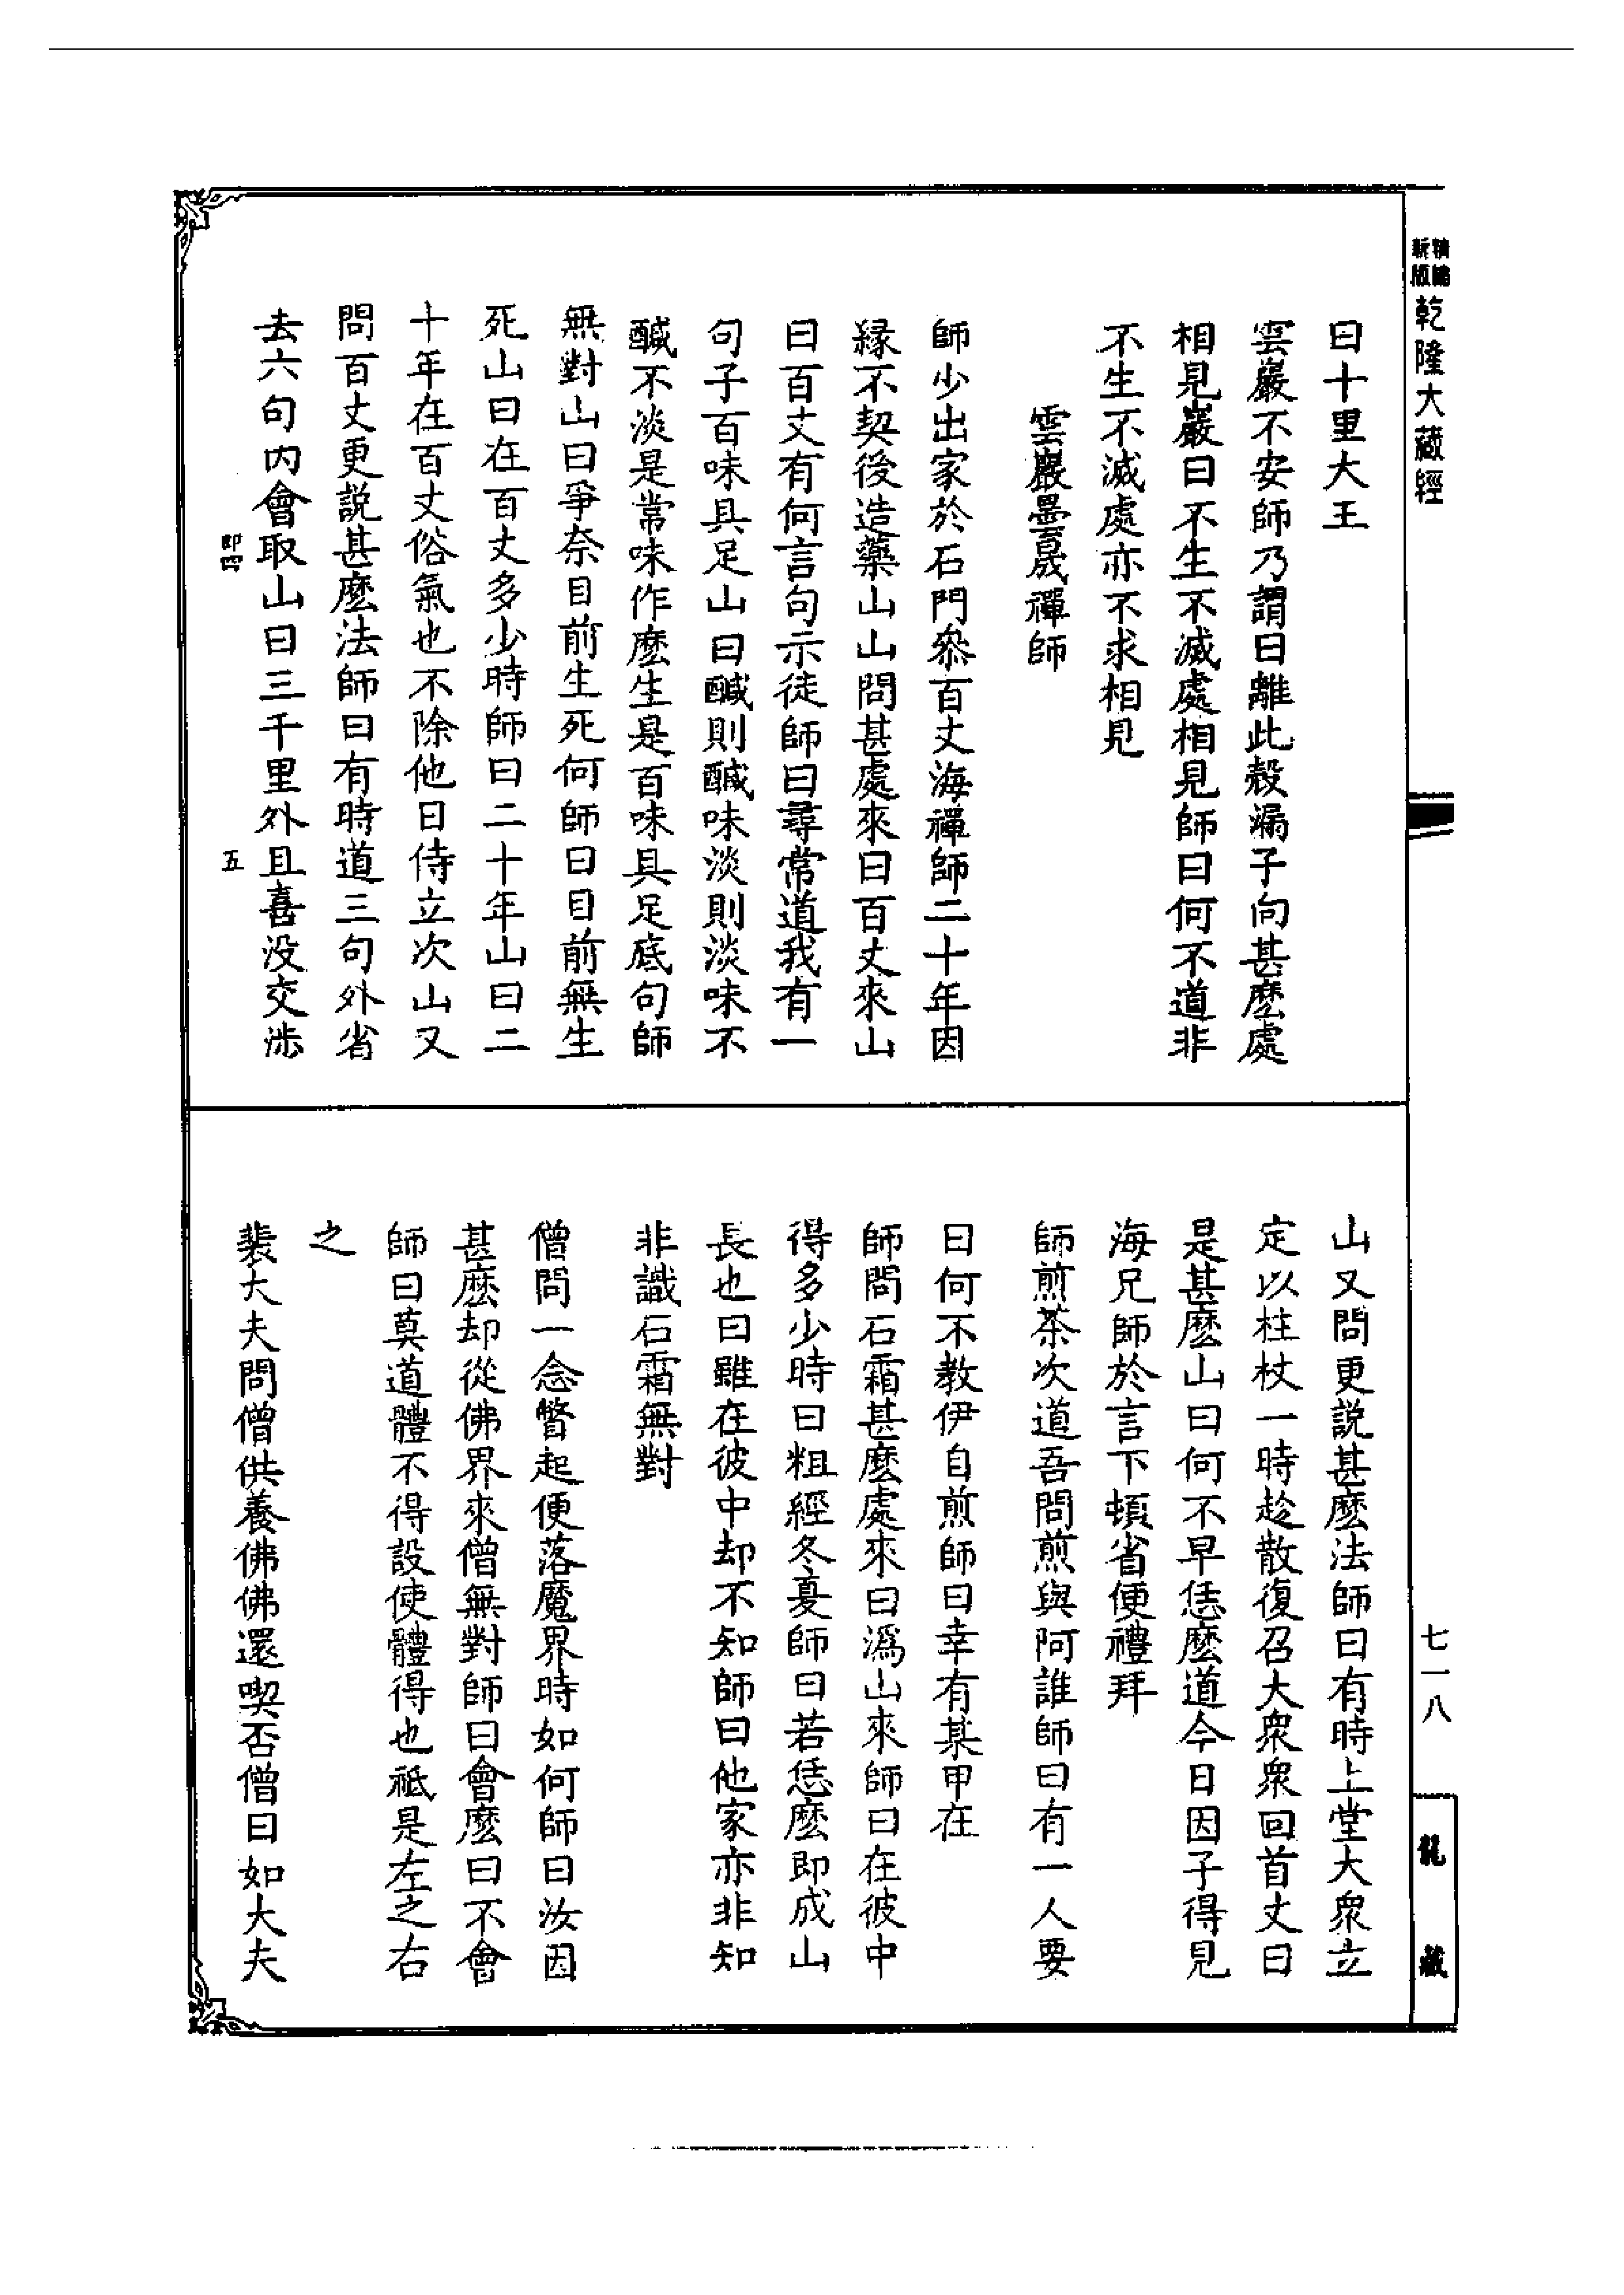 精縮新版乾隆大藏經
曰十里大王
雲巖不安師乃謂曰離此殼漏子向甚麽處
相見巖曰不生不滅處相見師曰何不道非
不生不滅處亦不求相見
雲巖曇晟禪師
師少出家於石門叅百丈海禪師二十年因
緣不契後造藥山山問甚處來曰百丈來山
曰百丈有何言句示徒師曰尋常道我有一
句子百味具足山曰鹹則鹹味淡則淡味不
鹹不淡是常味作麽生是百味具足底句師
無對山曰爭奈目前生死何師曰目前無生
死山曰在百丈多少時師曰二十年山曰二
十年在百丈俗氣也不除他日侍立次山又
問百丈更說甚麽法師曰有時道三句外省
去六句內會取山曰三千里外且喜没交涉
即四 五
山又問更說甚麽法師曰有時上堂大衆立
定以柱杖一時趁散復召大衆衆回首丈曰
是甚麽山曰何不早恁麽道今日因子得見
海兄師於言下頓省便禮拜
師煎茶次道吾問煎與阿誰師曰有一人要
曰何不教伊自煎師曰幸有某甲在
師問石霜甚麽處來曰潙山來師曰在彼中
得多少時曰粗經冬夏師曰若恁麽即成山
長也曰雖在彼中却不知師曰他家亦非知
非識石霜無對
僧問一念瞥起便落魔界時如何師曰汝因
甚麽却從佛界來僧無對師曰會麽曰不會
師曰莫道體不得設使體得也祗是左之右
之
裴大夫問僧供養佛佛還喫否僧曰如大夫
七一八
龍藏